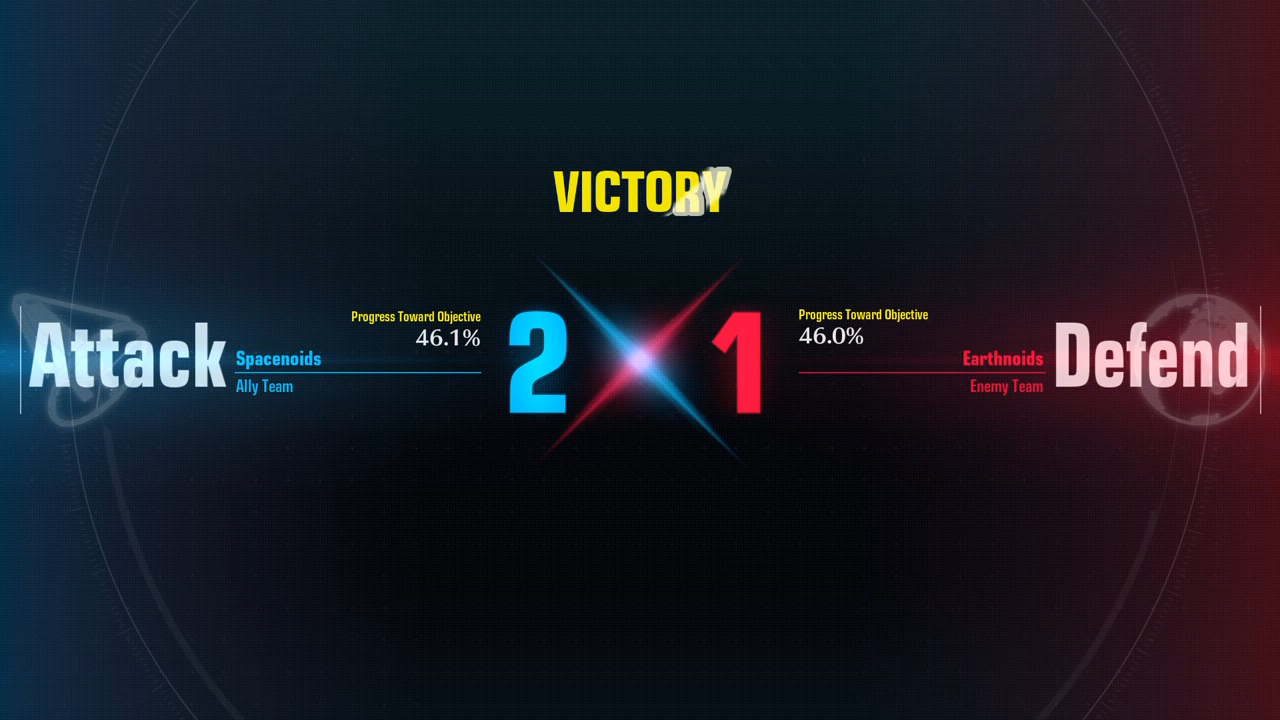 VICTORY
Progress Toward Objective
46.1%
2
1
Progress Toward Objective
46.0%
Attack
Spacenoids
Ally Team
Earthnoids
Enemy Team
Defend